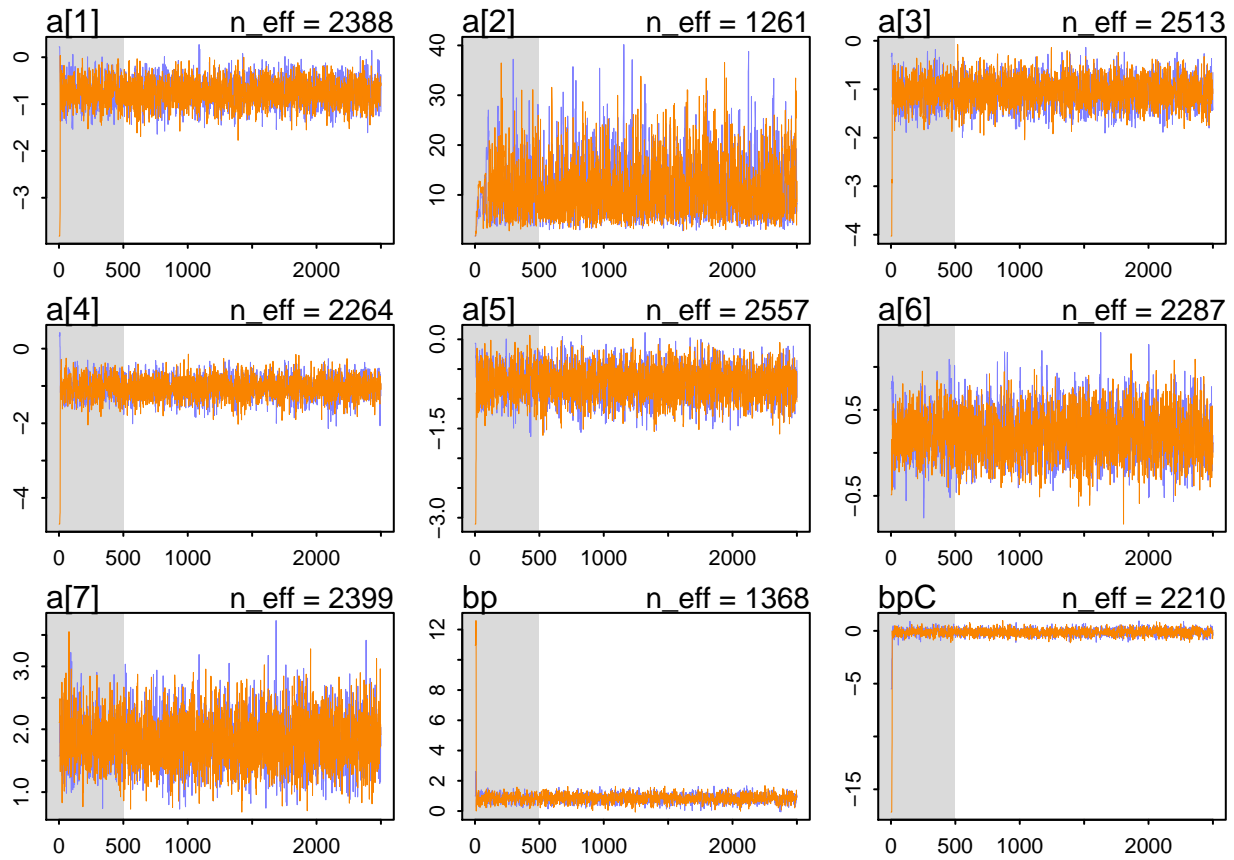 a[1] n_eff = 2388 a[2] n_eff = 1261 a[3] n_eff = 2513
0 −1 −2 −3
0 500 1000 2000
40 30 20 10
0 500 1000 2000
0 −1 −2 −3 −4
0 500 1000 2000
a[4] n_eff = 2264 a[5] n_eff = 2557 a[6] n_eff = 2287
0 −2 −4
0 500 1000 2000
0.0 −1.5 −3.0
0 500 1000 2000
0.5 −0.5
0 500 1000 2000
a[7] n_eff = 2399 bp n_eff = 1368 bpC n_eff = 2210
3.0 2.0 1.0
0 500 1000 2000
12 8 6 4 2 0
0 500 1000 2000
0 −5 −15
0 500 1000 2000